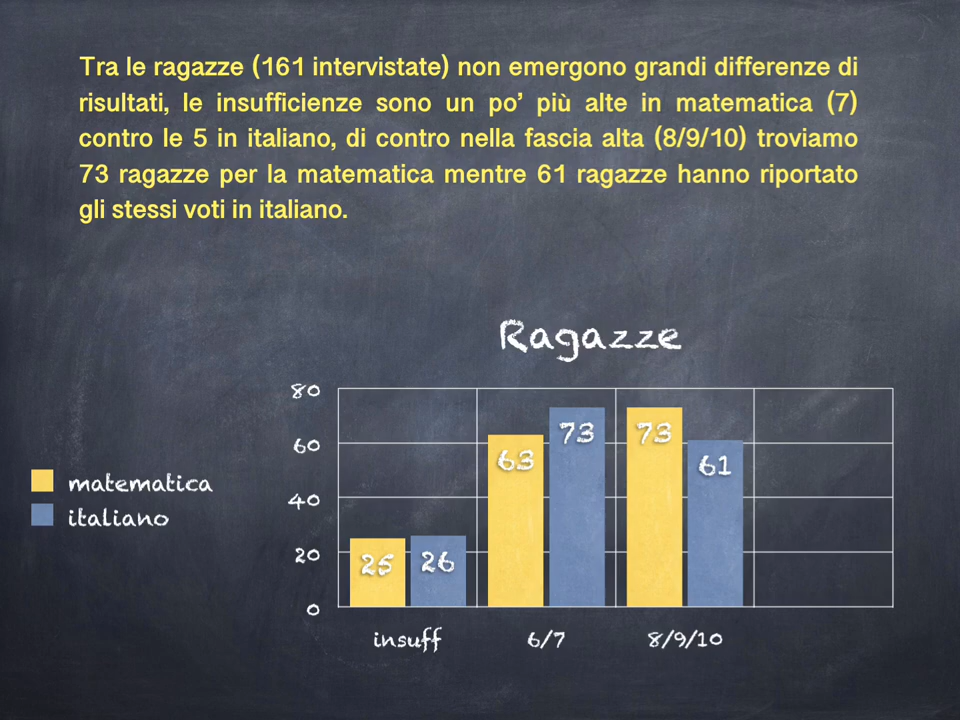 Tra le ragazze (161 intervistate) non emergono grandi differenze di
risultati, le insufficienze sono un po’ più alte in matematica (7)
contro le 5 in italiano, di contro nella fascia alta (8/9/10) troviamo
73 ragazze per la matematica mentre 61 ragazze hanno riportato
gli stessi voti in italiano.
Ragazze
80
60
40
20
0
25
26
63
73
73
61
insuff
6/7
8/9/10
matematica
italiano